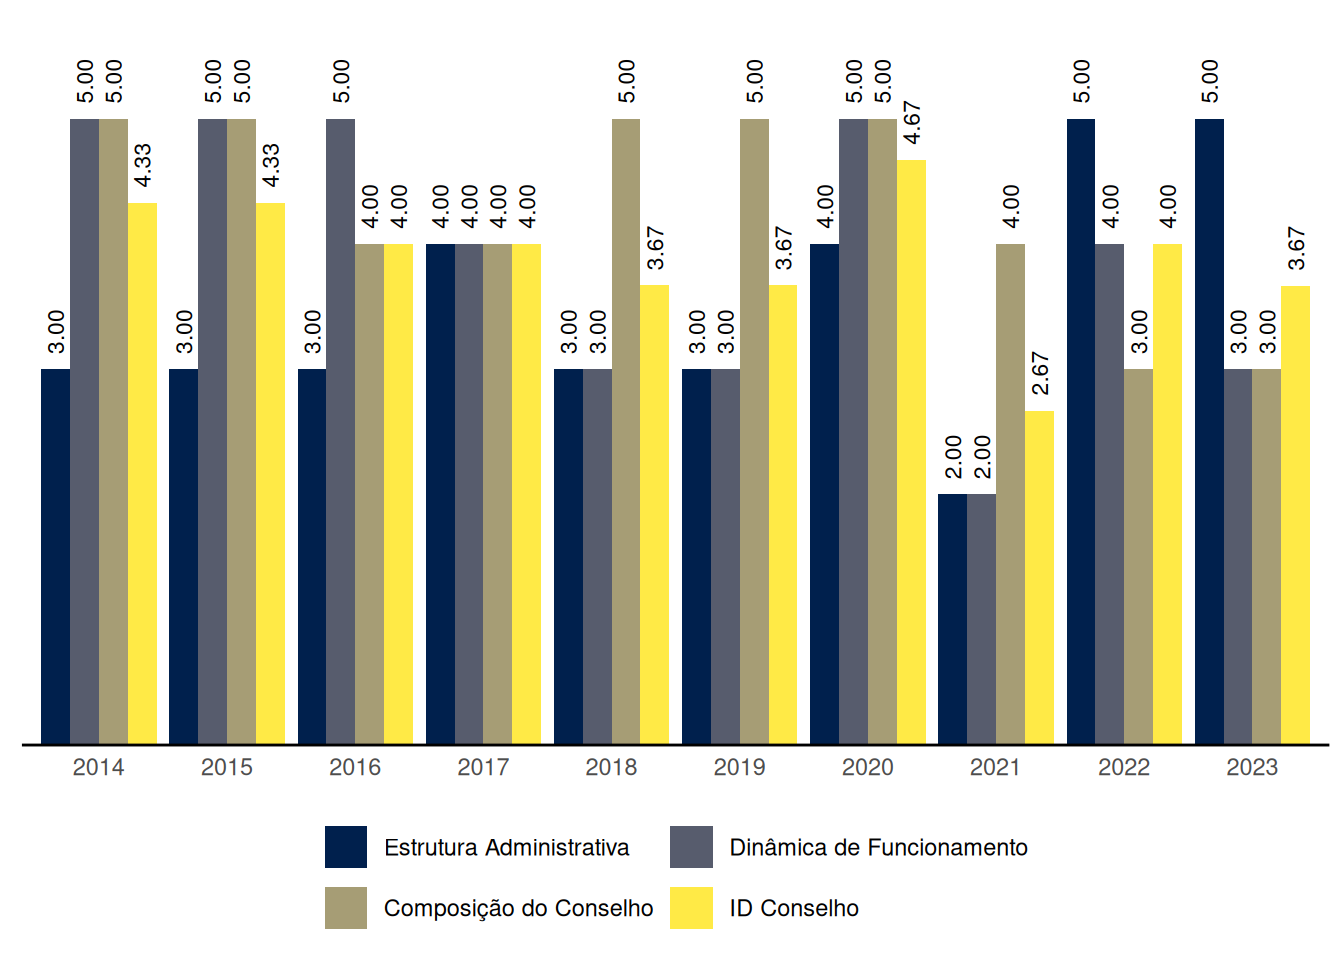 3.00 5.00 5.00 4.33
3.00 5.00 5.00 4.33
3.00 5.00 4.00 4.00
4.00 4.00 4.00 4.00
3.00 3.00 5.00 3.67
3.00 3.00 5.00 3.67
4.00 5.00 5.00 4.67
2.00 2.00 4.00 2.67
5.00 4.00 3.00 4.00
5.00 3.00 3.00 3.67
2014 2015 2016 2017 2018 2019 2020 2021 2022 2023
Estrutura Administrativa Dinâmica de Funcionamento
Composição do Conselho ID Conselho